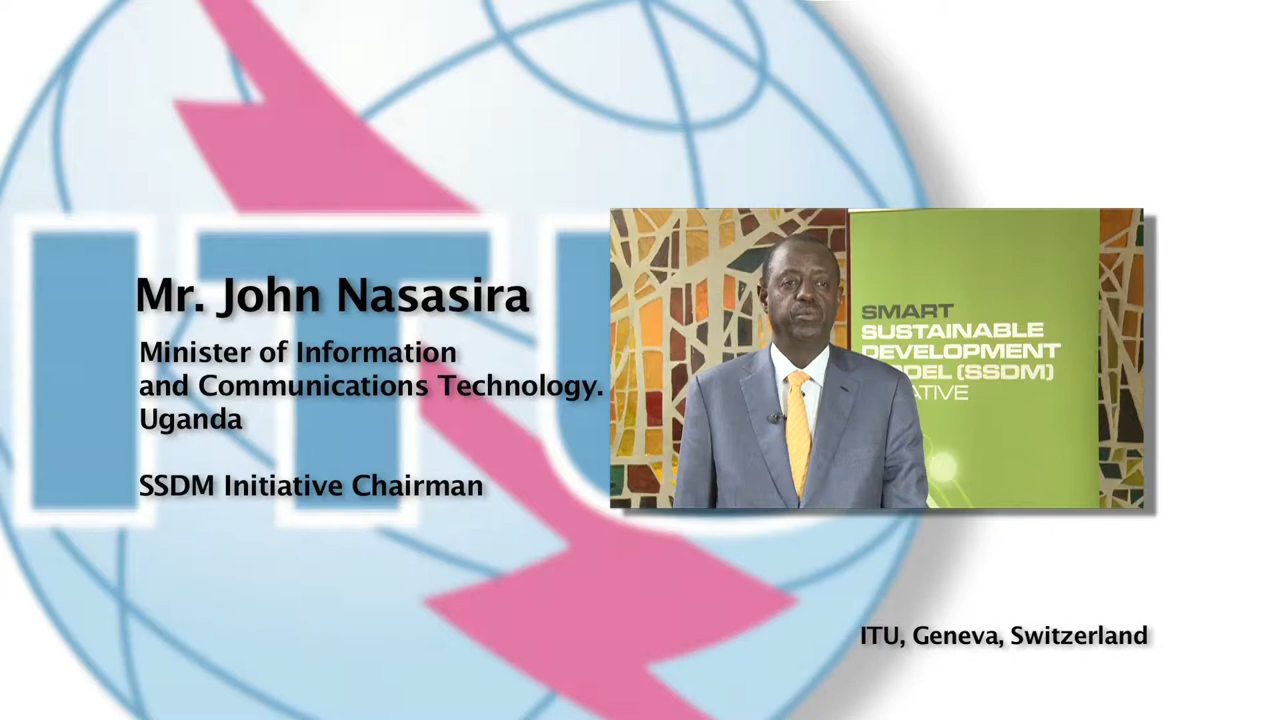 ITU
Mr. John Nasasira
Minister of Information
and Communications Technology.
Uganda
SSDM Initiative Chairman
SMART
SUSTAINABLE
DEVELOPMENT
(SSDM)
ITU, Geneva, Switzerland